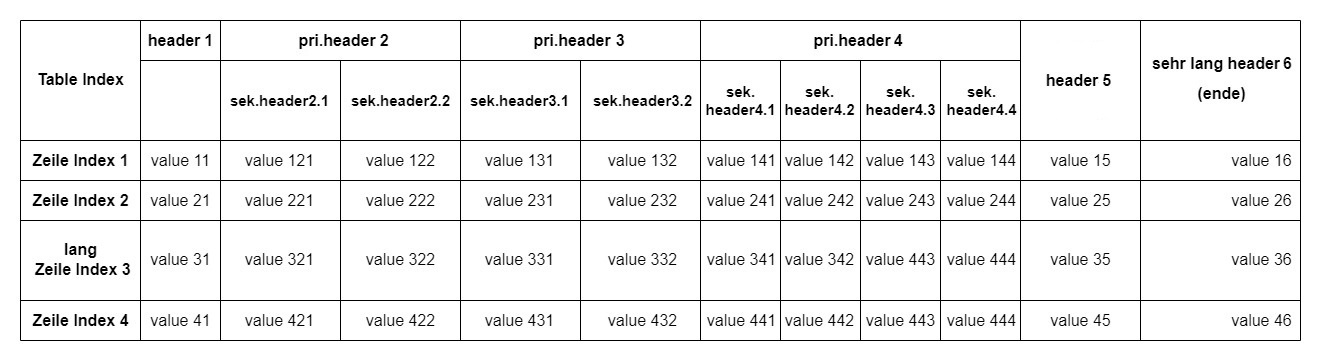 Table Index header 1 pri.header 2 pri.header 3 pri.header 4 header 5 sehr lang header 6
(ende)
sek.header2.1 sek.header2.2 sek.header3.1 sek.header3.2 sek. sek. sek. sek.
header4.1 header4.2 header4.3 header4.4
Zeile Index 1 value 11 value 121 value 122 value 131 value 132 value 141 value 142 value 143 value 144 value 15 value 16
Zeile Index 2 value 21 value 221 value 222 value 231 value 232 value 241 value 242 value 243 value 244 value 25 value 26
lang
Zeile Index 3 value 31 value 321 value 322 value 331 value 332 value 341 value 342 value 443 value 444 value 35 value 36
Zeile Index 4 value 41 value 421 value 422 value 431 value 432 value 441 value 442 value 443 value 444 value 45 value 46